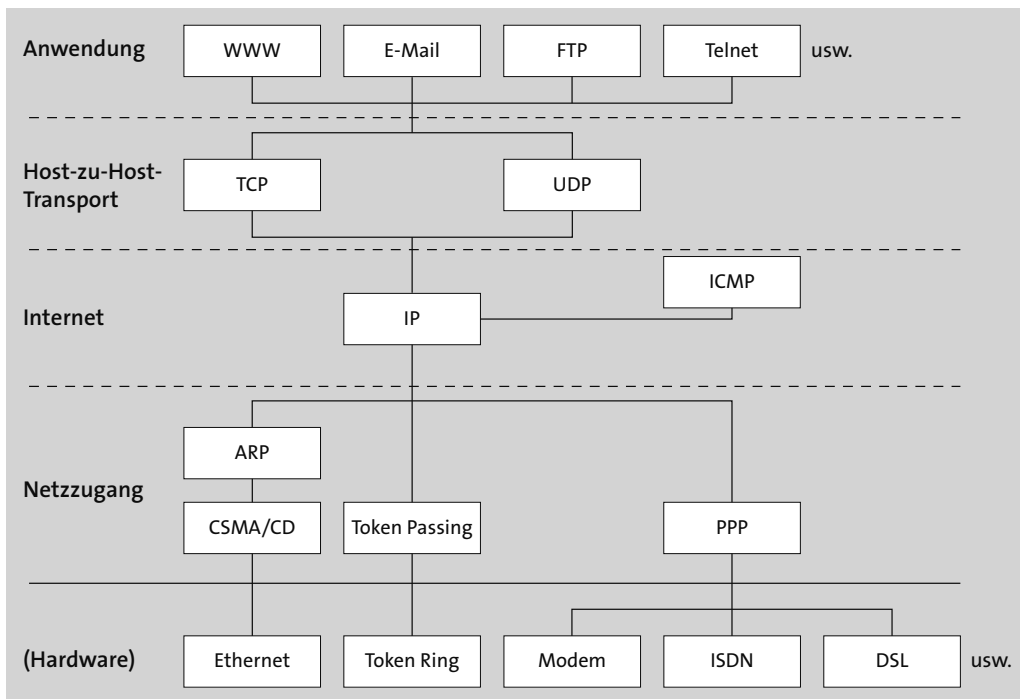 Anwendung
WWW
E-Mail
FTP
Telnet
usw.
Host-zu-Host-
Transport
TCP
UDP
Internet
ICMP
IP
Netzzugang
ARP
CSMA/CD
Token Passing
PPP
(Hardware)
Ethernet
Token Ring
Modem
ISDN
DSL
usw.